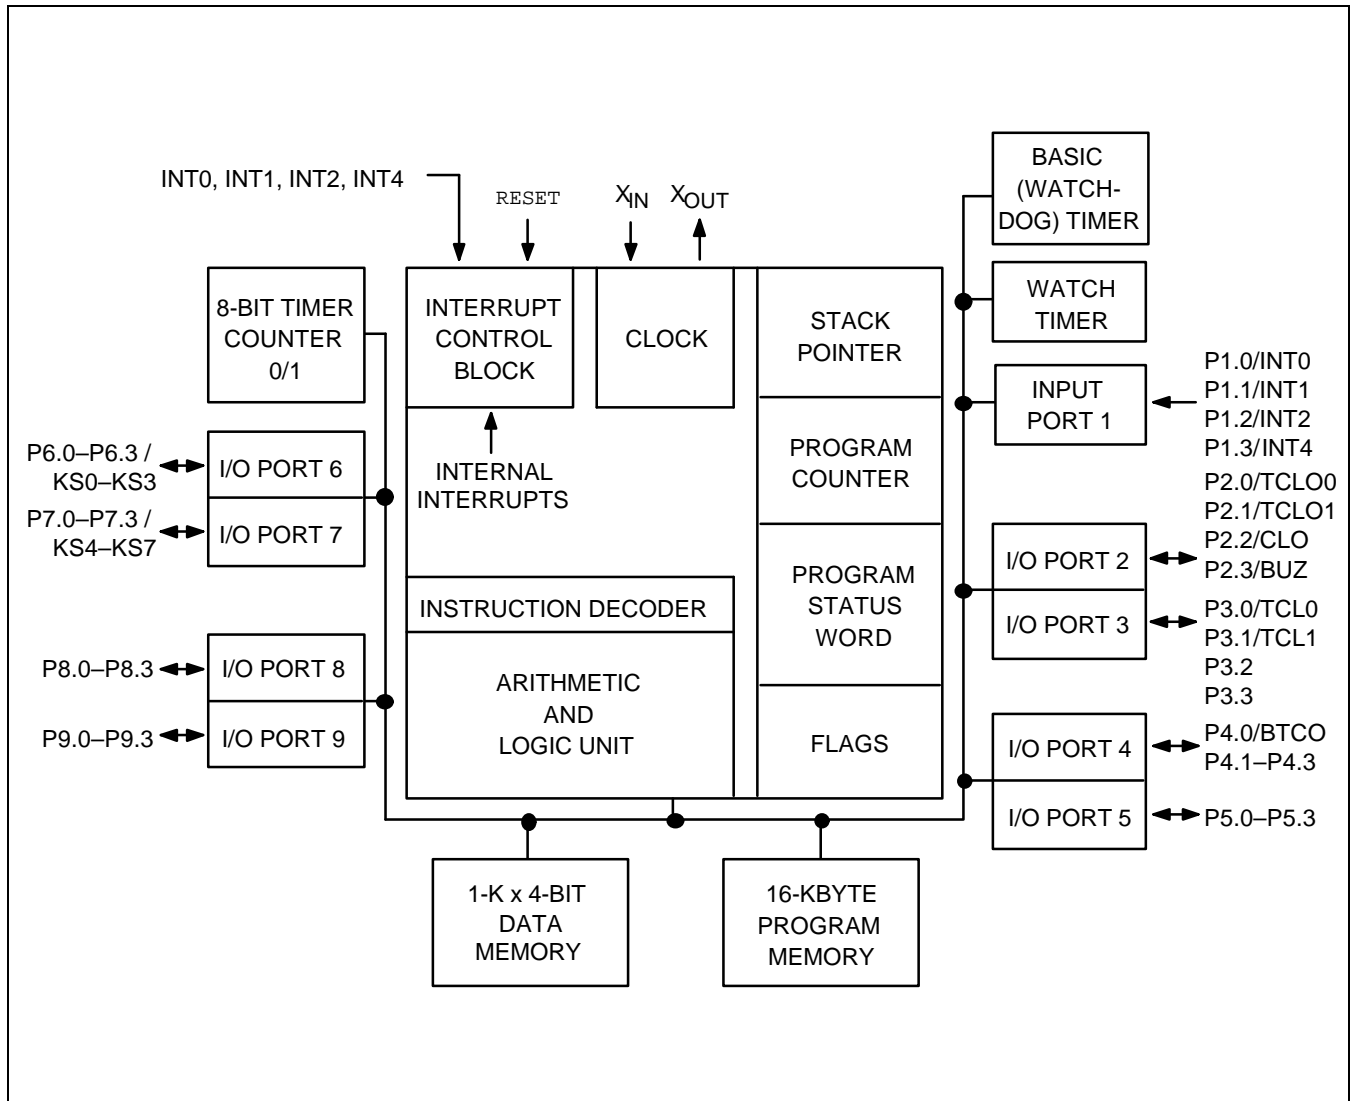 INT0, INT1, INT2, INT4
RESET
XIN
XOUT
8-BIT TIMER
COUNTER
0/1
INTERRUPT
CONTROL
BLOCK
CLOCK
STACK
POINTER
PROGRAM
COUNTER
PROGRAM
STATUS
WORD
FLAGS
INTERNAL
INTERRUPTS
INSTRUCTION DECODER
ARITHMETIC
AND
LOGIC UNIT
P6.0–P6.3 /
KS0–KS3
I/O PORT 6
P7.0–P7.3 /
KS4–KS7
I/O PORT 7
P8.0–P8.3
I/O PORT 8
P9.0–P9.3
I/O PORT 9
1-K x 4-BIT
DATA
MEMORY
16-KBYTE
PROGRAM
MEMORY
BASIC
(WATCH-
DOG) TIMER
WATCH
TIMER
INPUT
PORT 1
P1.0/INT0
P1.1/INT1
P1.2/INT2
P1.3/INT4
I/O PORT 2
P2.0/TCLO0
P2.1/TCLO1
P2.2/CLO
P2.3/BUZ
I/O PORT 3
P3.0/TCL0
P3.1/TCL1
P3.2
P3.3
I/O PORT 4
P4.0/BTCO
P4.1–P4.3
I/O PORT 5
P5.0–P5.3